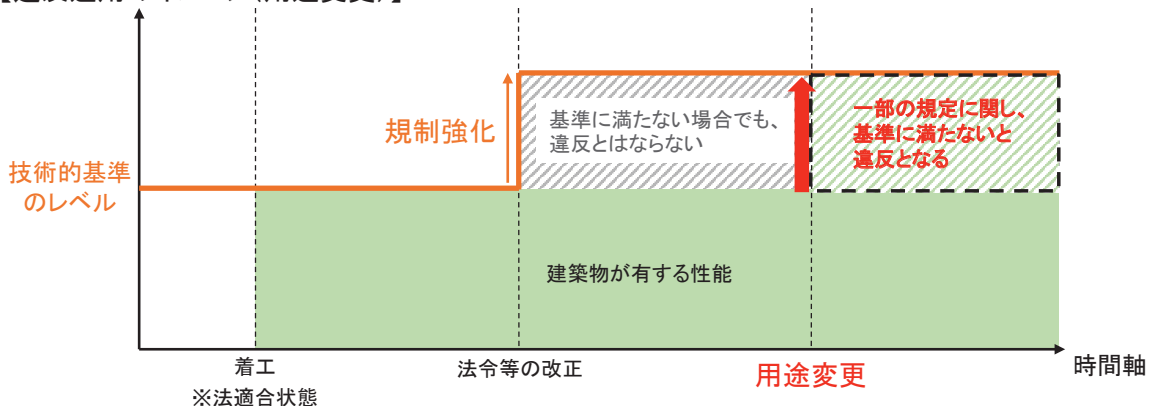 規制強化
基準に満たない場合でも、
違反とはならない
一部の規定に関し、
基準に満たないと
違反となる
技術的基準
のレベル
建築物が有する性能
着工
※法適合状態
法令等の改正
用途変更
時間軸